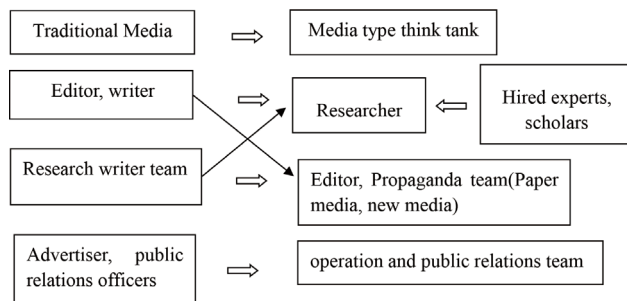 Traditional Media
Media type think tank
Editor, writer
Researcher
Hired experts,
scholars
Research writer team
Editor, Propaganda team(Paper
media, new media)
Advertiser, public
relations officers
operation and public relations team